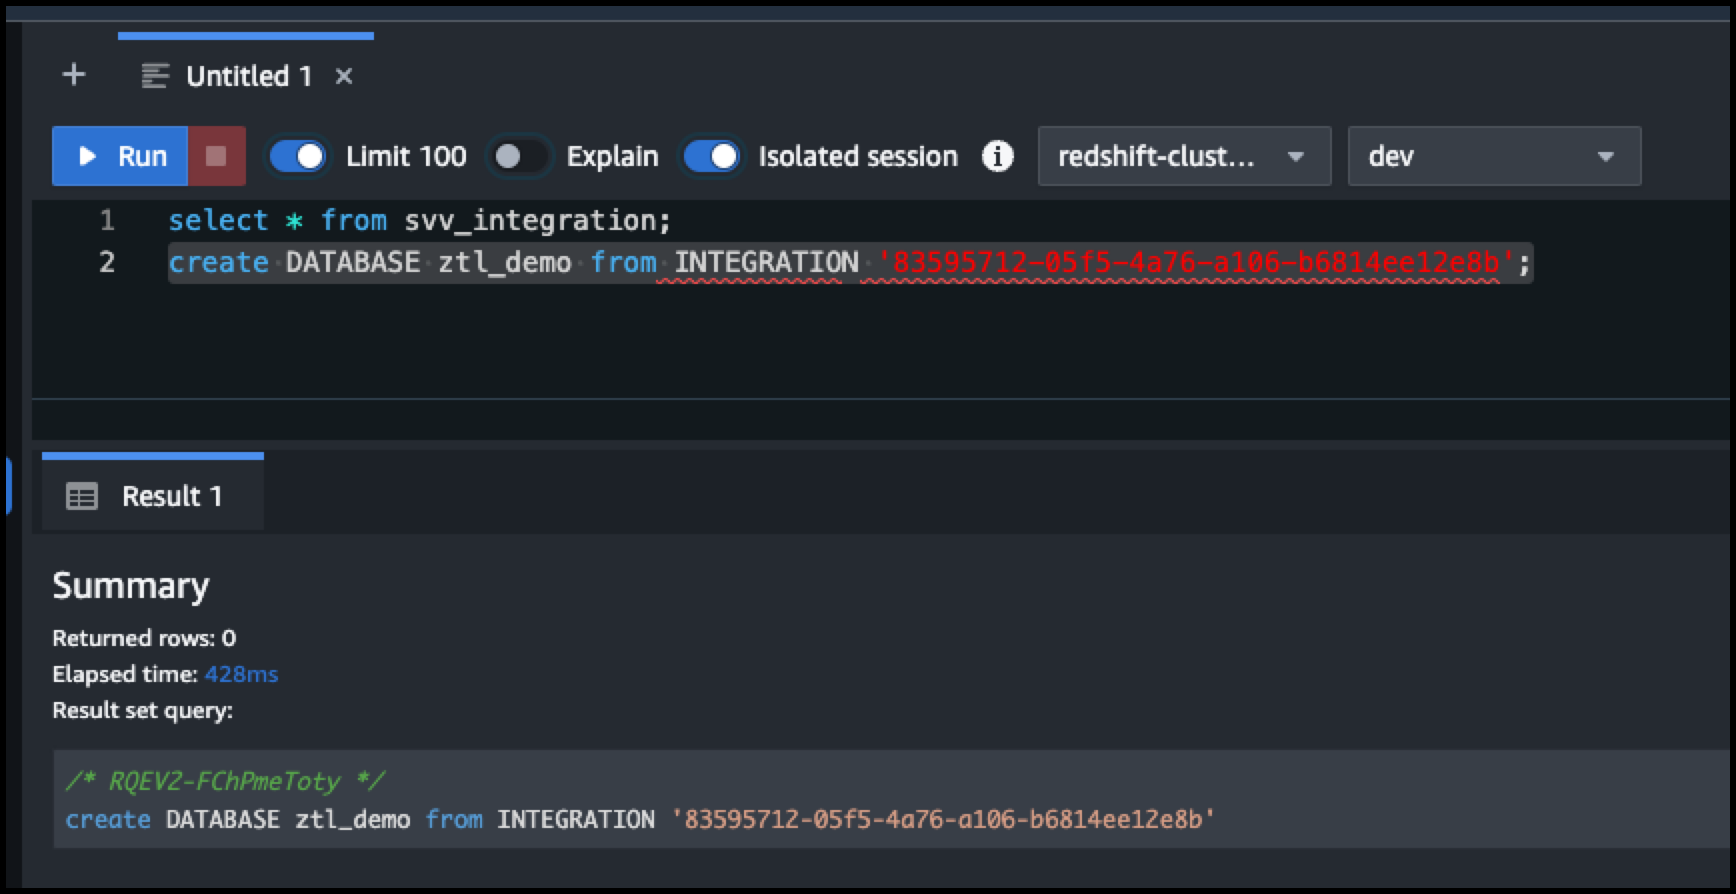 + Untitled 1 ×
Run Limit 100 Explain Isolated session i redshift-clust... dev
1 select * from svv_integration;
2 create DATABASE ztl_demo from INTEGRATION '83595712-05f5-4a76-a106-b6814ee12e8b';
Result 1
Summary
Returned rows: 0
Elapsed time: 428ms
Result set query:
/* RQEV2-FChPmeToty */
create DATABASE ztl_demo from INTEGRATION '83595712-05f5-4a76-a106-b6814ee12e8b'